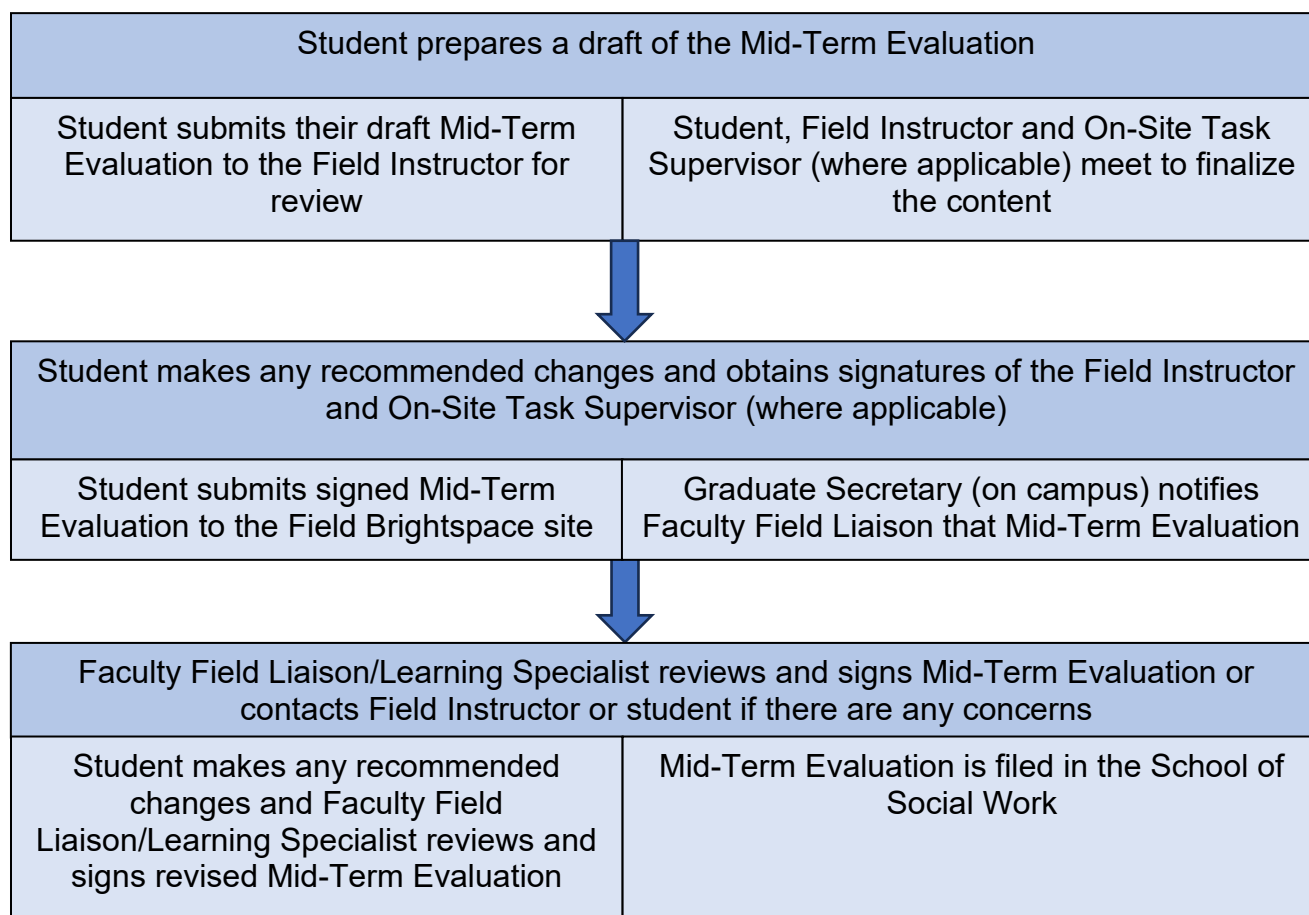 Student prepares a draft of the Mid-Term Evaluation
Student submits their draft Mid-Term
Evaluation to the Field Instructor for
review
Student, Field Instructor and On-Site Task
Supervisor (where applicable) meet to finalize
the content
Student makes any recommended changes and obtains signatures of the Field Instructor
and On-Site Task Supervisor (where applicable)
Student submits signed Mid-Term
Evaluation to the Field Brightspace site
Graduate Secretary (on campus) notifies
Faculty Field Liaison that Mid-Term Evaluation
Faculty Field Liaison/Learning Specialist reviews and signs Mid-Term Evaluation or
contacts Field Instructor or student if there are any concerns
Student makes any recommended
changes and Faculty Field
Liaison/Learning Specialist reviews and
signs revised Mid-Term Evaluation
Mid-Term Evaluation is filed in the School of
Social Work